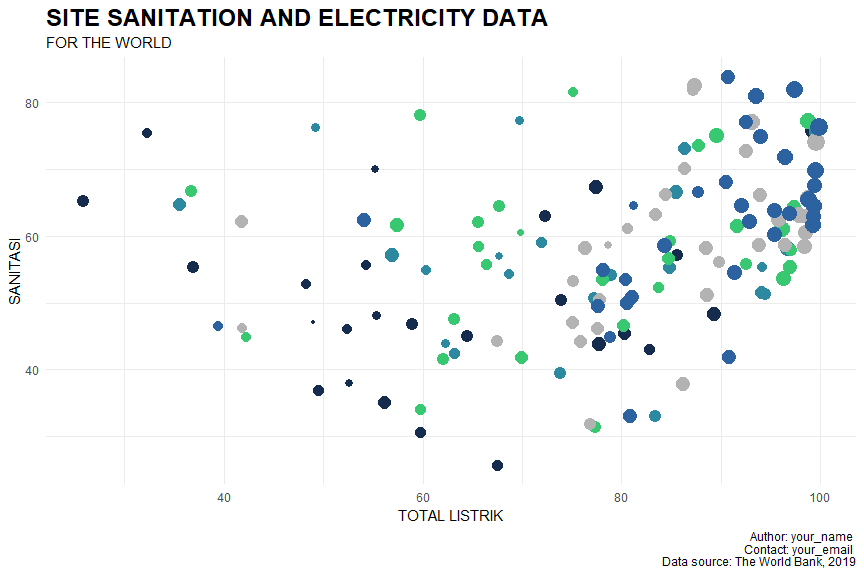 SITE SANITATION AND ELECTRICITY DATA
FOR THE WORLD
SANITASI
80
60
40
40
60
80
100
TOTAL LISTRIK
Author: your_name
Contact: your_email
Data source: The World Bank, 2019